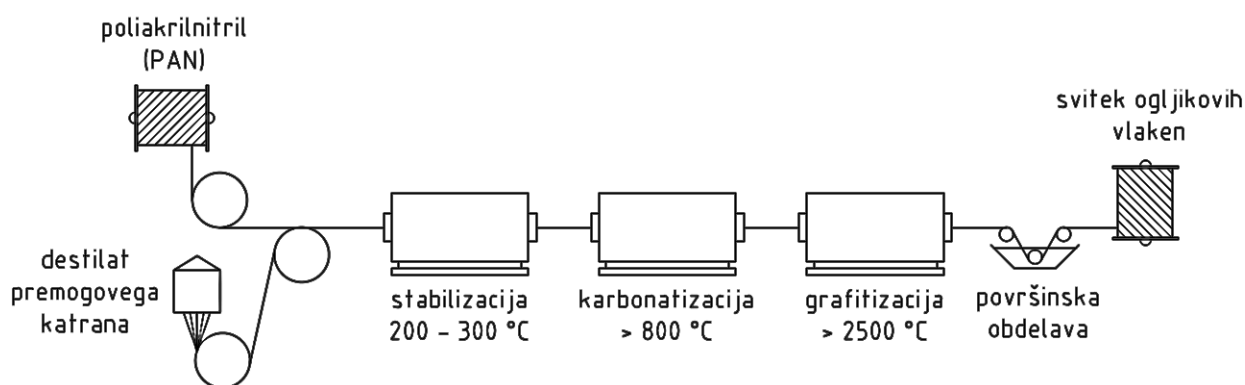 poliakrilnitril
(PAN)
destilat
premogovega
katrana
stabilizacija
200 – 300 °C
karbonatizacija
> 800 °C
grafitizacija
> 2500 °C
površinska
obdelava
svitek ogljikovih
vlaken